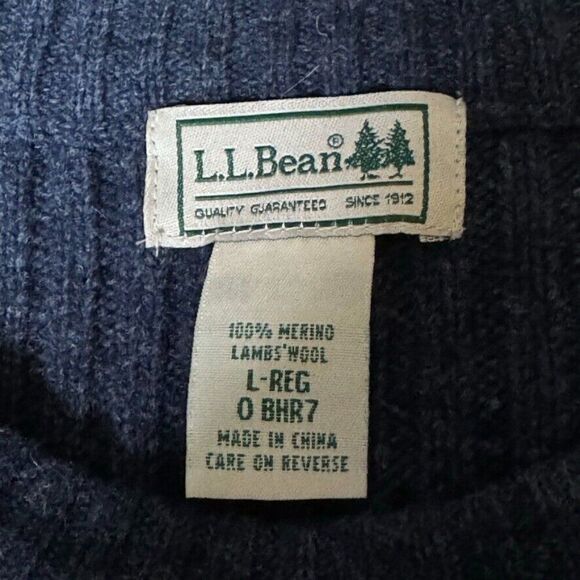 L.L.Bean®
QUALITY GUARANTEED SINCE 1912
100% MERINO
LAMBS'WOOL
L-REG
0 BHR7
MADE IN CHINA
CARE ON REVERSE